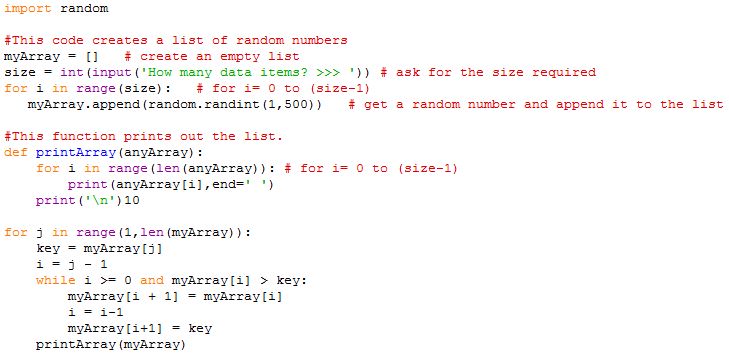 import random
#This code creates a list of random numbers
myArray = []   # create an empty list
size = int(input('How many data items? >>> ')) # ask for the size required
for i in range(size):   # for i= 0 to (size-1)
   myArray.append(random.randint(1,500))   # get a random number and append it to the list
#This function prints out the list.
def printArray(anyArray):
    for i in range(len(anyArray)): # for i= 0 to (size-1)
        print(anyArray[i],end=' ')
    print('\n')10
for j in range(1,len(myArray)):
    key = myArray[j]
    i = j - 1
    while i >= 0 and myArray[i] > key:
        myArray[i + 1] = myArray[i]
        i = i-1
        myArray[i+1] = key
    printArray(myArray)